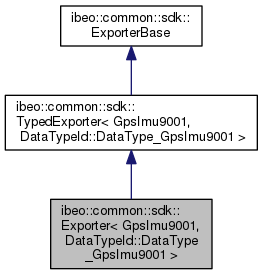 ibeo::common::sdk::
ExporterBase
ibeo::common::sdk::
TypedExporter< GpsImu9001,
DataTypeId::DataType_GpsImu9001 >
ibeo::common::sdk::
Exporter< GpsImu9001,
DataTypeId::DataType
_GpsImu9001 >